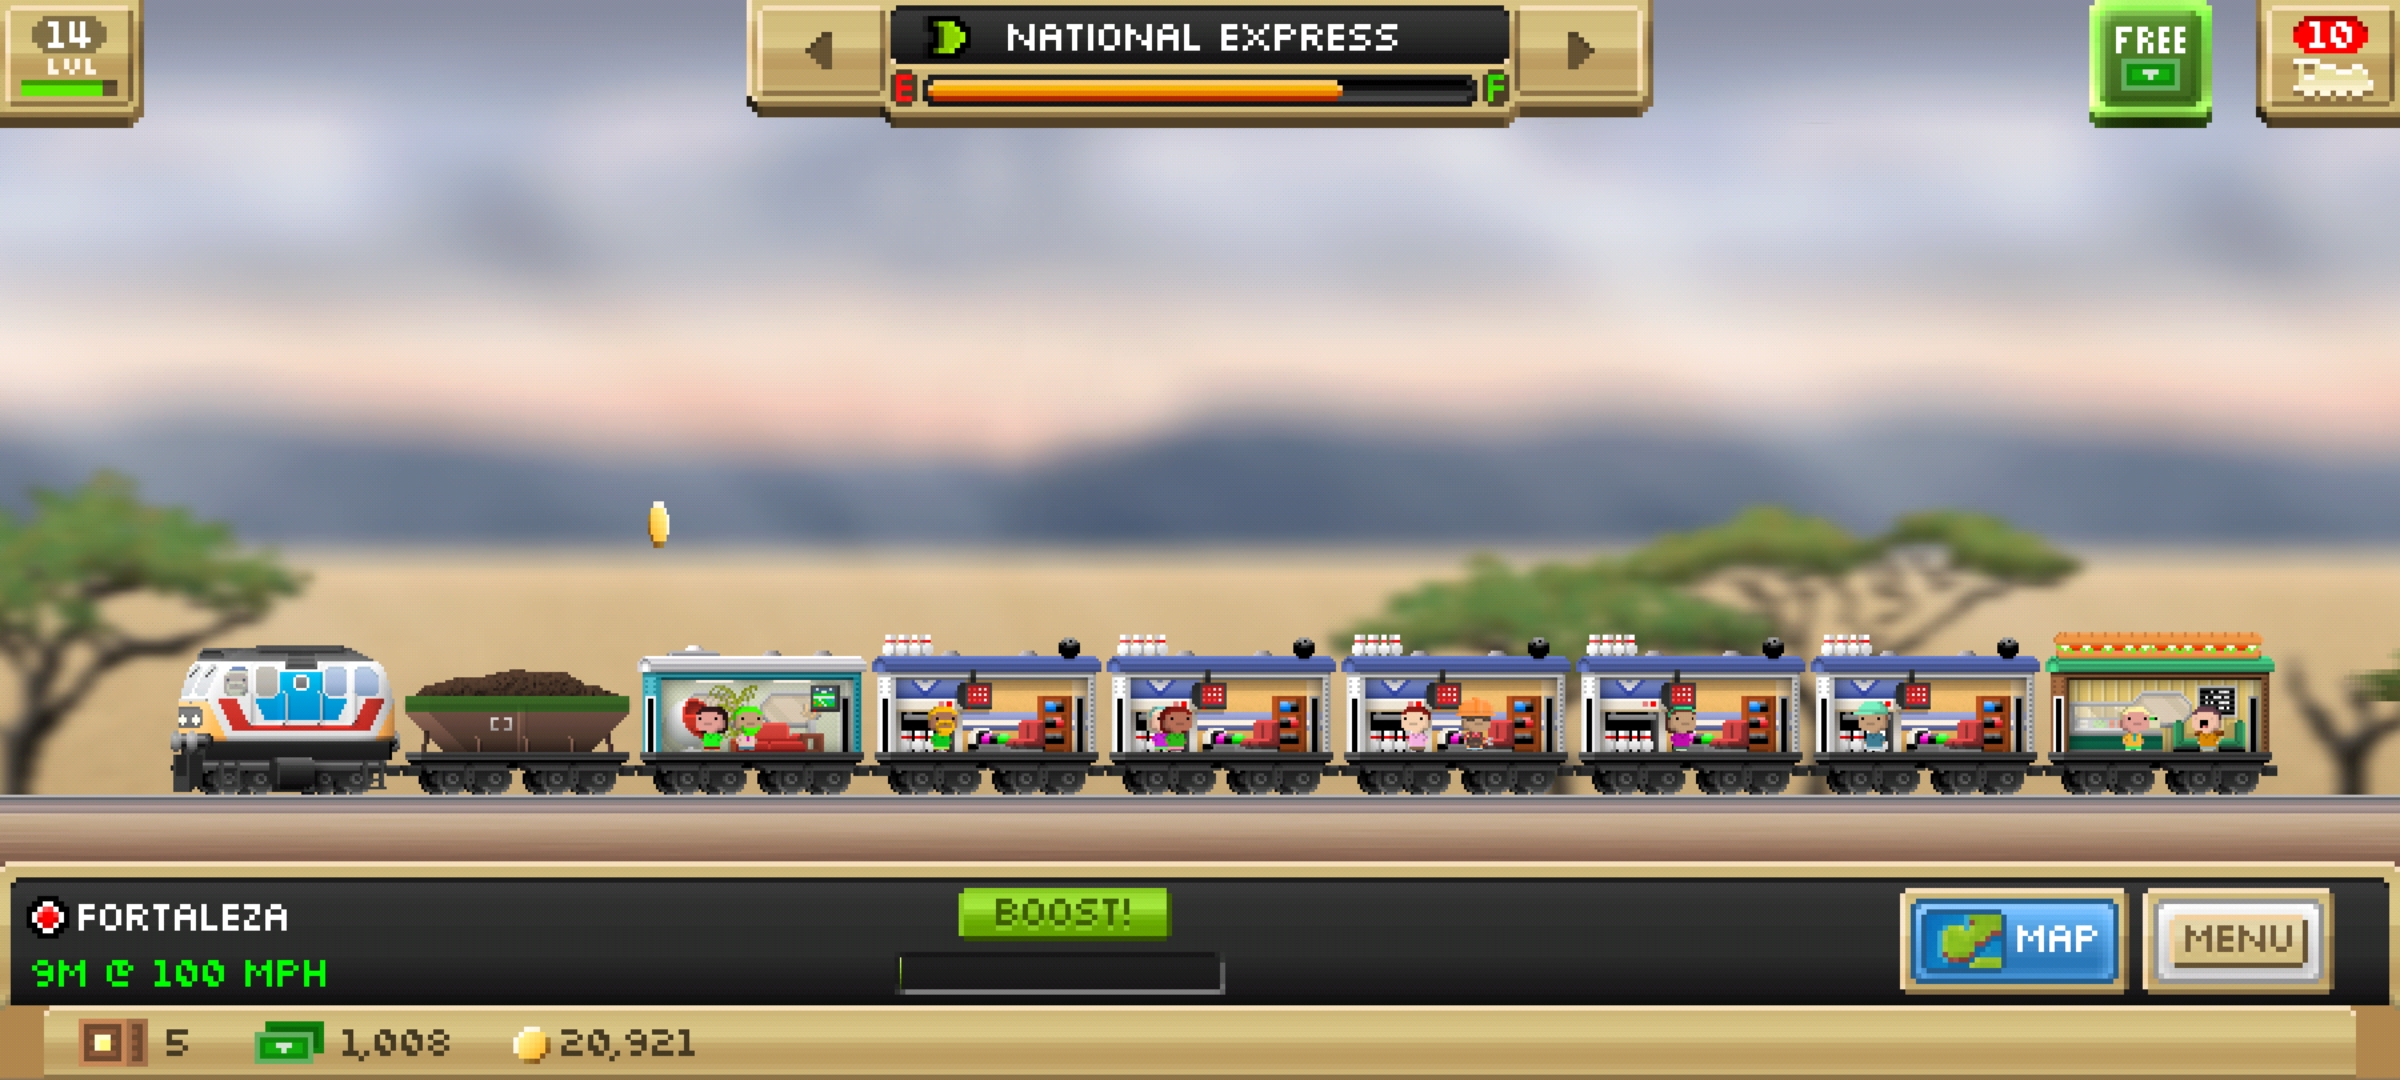 14
LVL
NATIONAL EXPRESS
E F
FREE
10
FORTALEZA
9M @ 100 MPH
BOOST!
MAP
MENU
5
1,008
20,921